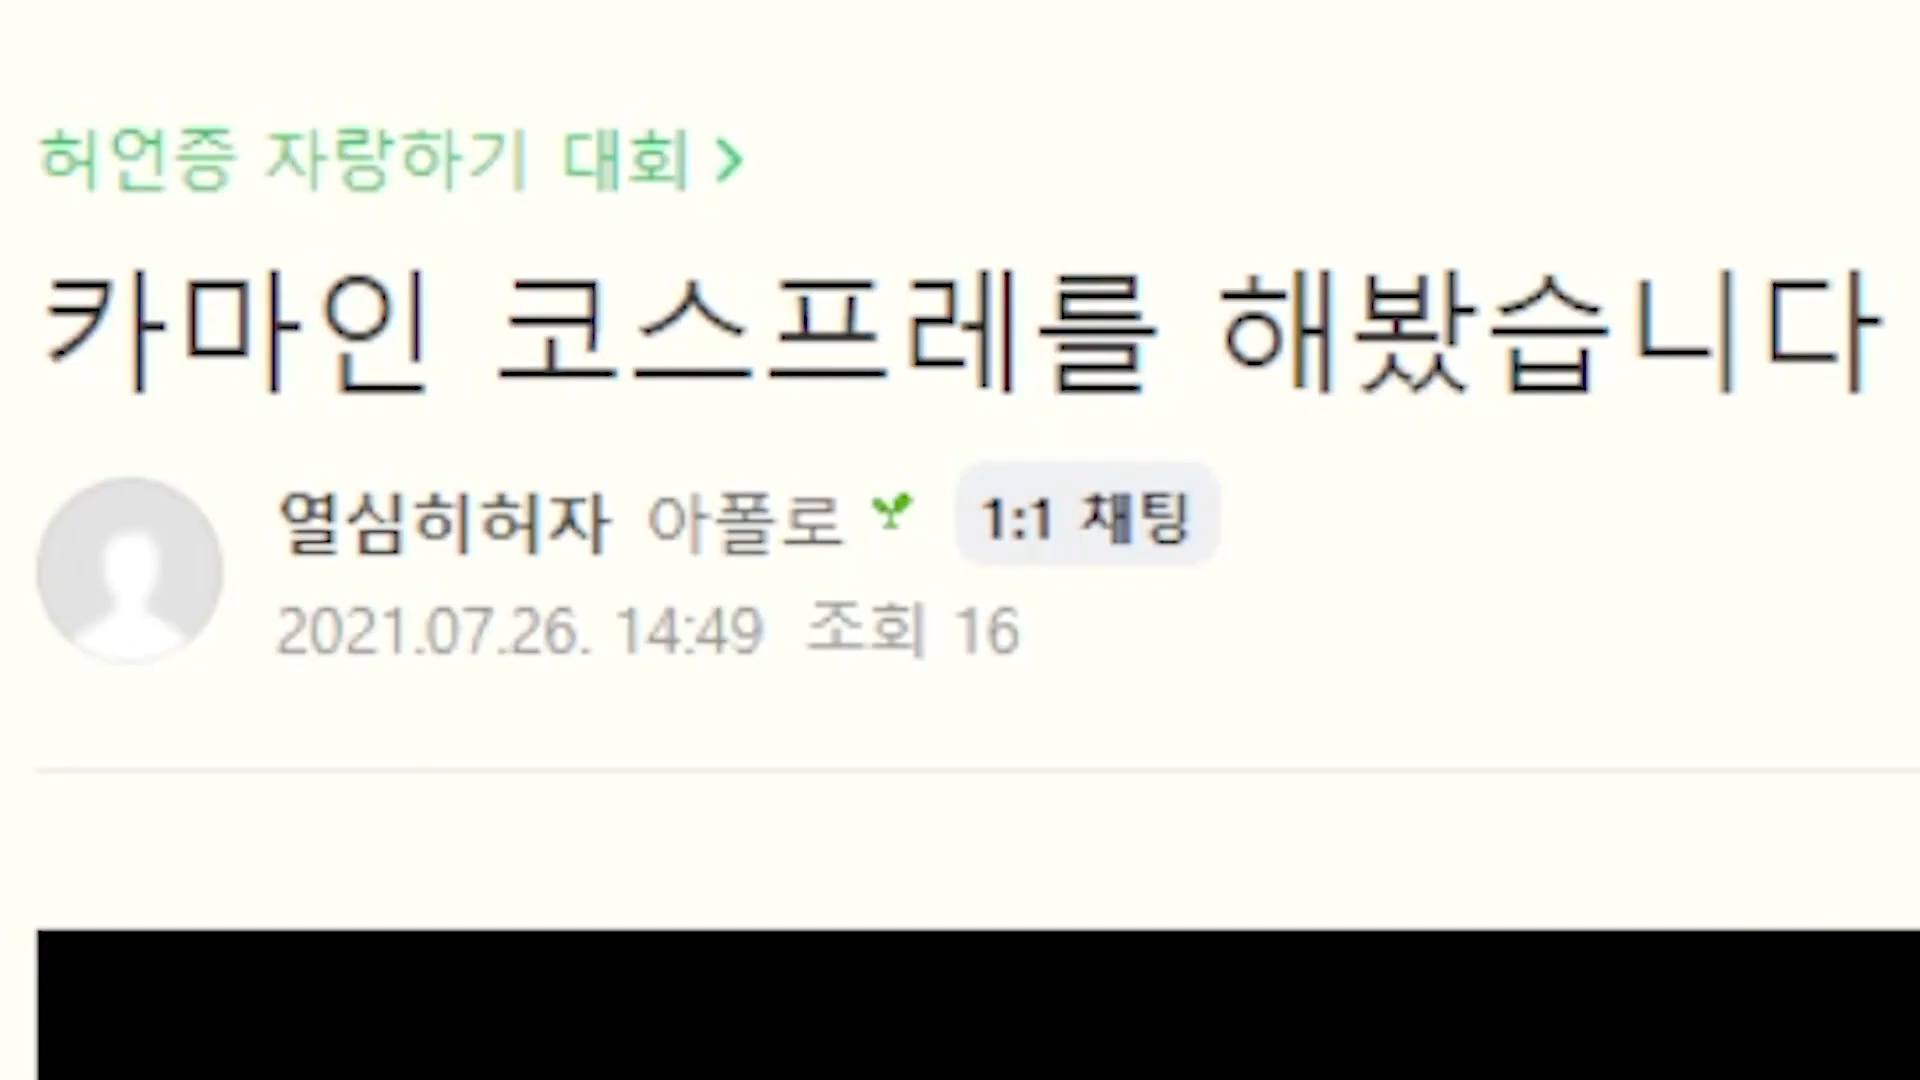 허언증 자랑하기 대회 >
카마인 코스프레를 해봤습니다
열심히허자 아폴로 1:1 채팅
2021.07.26. 14:49 조회 16